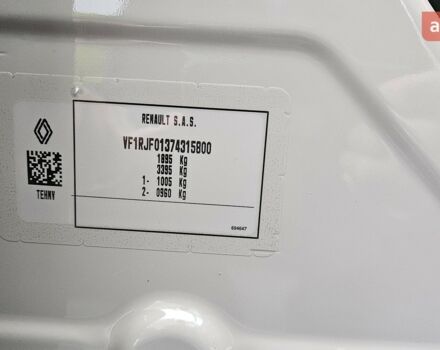 RENAULT S.A.S.
VF1RJF01374315800
1895 Kg
3395 Kg
1- 1005 Kg
2- 0960 Kg
TEHNV
694647
a